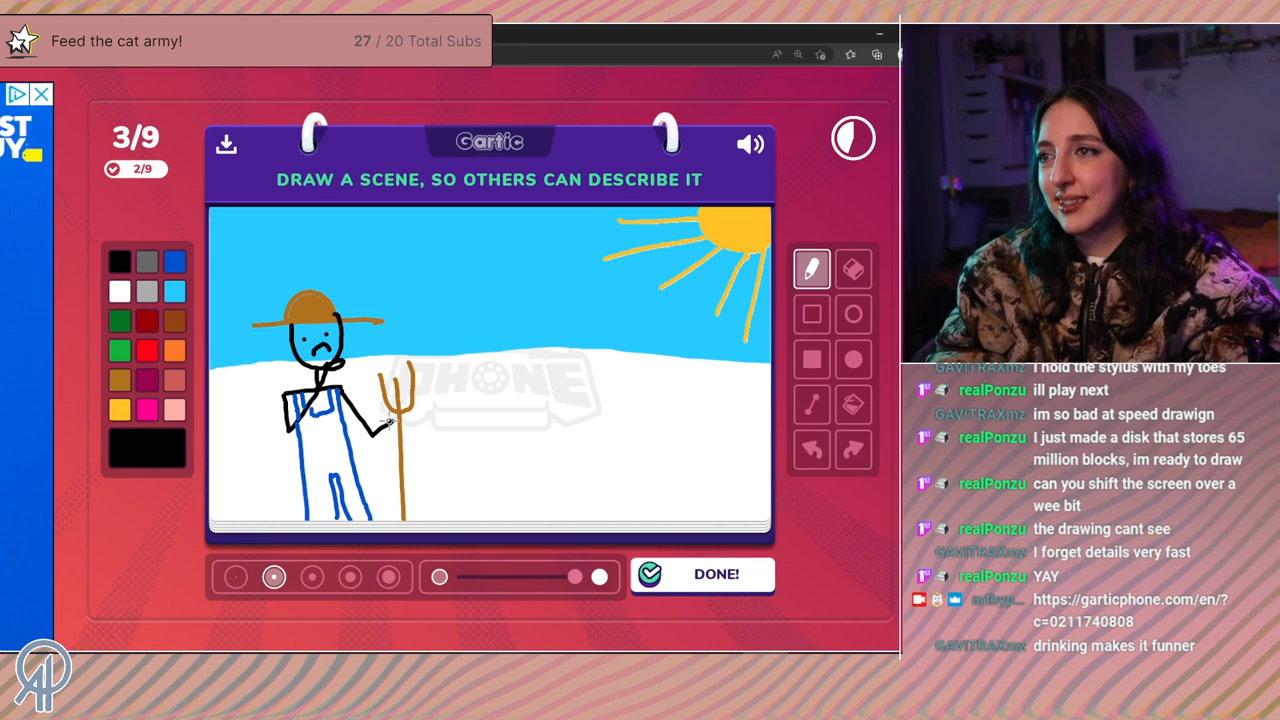 Feed the cat army!
27 / 20 Total Subs
ST
UY
3/9
2/9
Gartic
DRAW A SCENE, SO OTHERS CAN DESCRIBE IT
PHONE
DONE!
GAVITRAXmz I hold the stylus with my toes
realPonzu ill play next
GAVITRAXmz im so bad at speed drawign
realPonzu I just made a disk that stores 65
million blocks, im ready to draw
realPonzu can you shift the screen over a
wee bit
realPonzu the drawing cant see
GAVITRAXmz I forget details very fast
realPonzu YAY
https://garticphone.com/en/?
c=0211740808
GAVITRAXmz drinking makes it funner